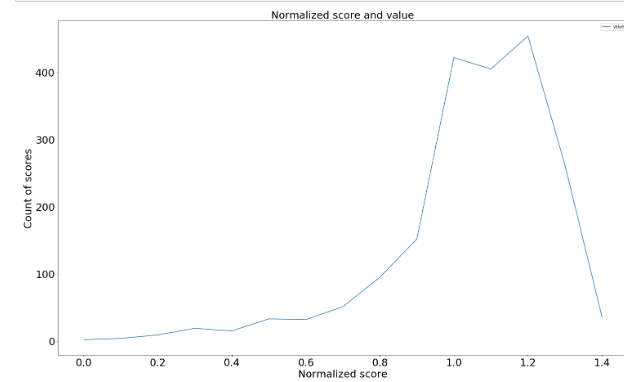 Normalized score and value
value
400
300
200
100
0
Count of scores
0.0 0.2 0.4 0.6 0.8 1.0 1.2 1.4
Normalized score